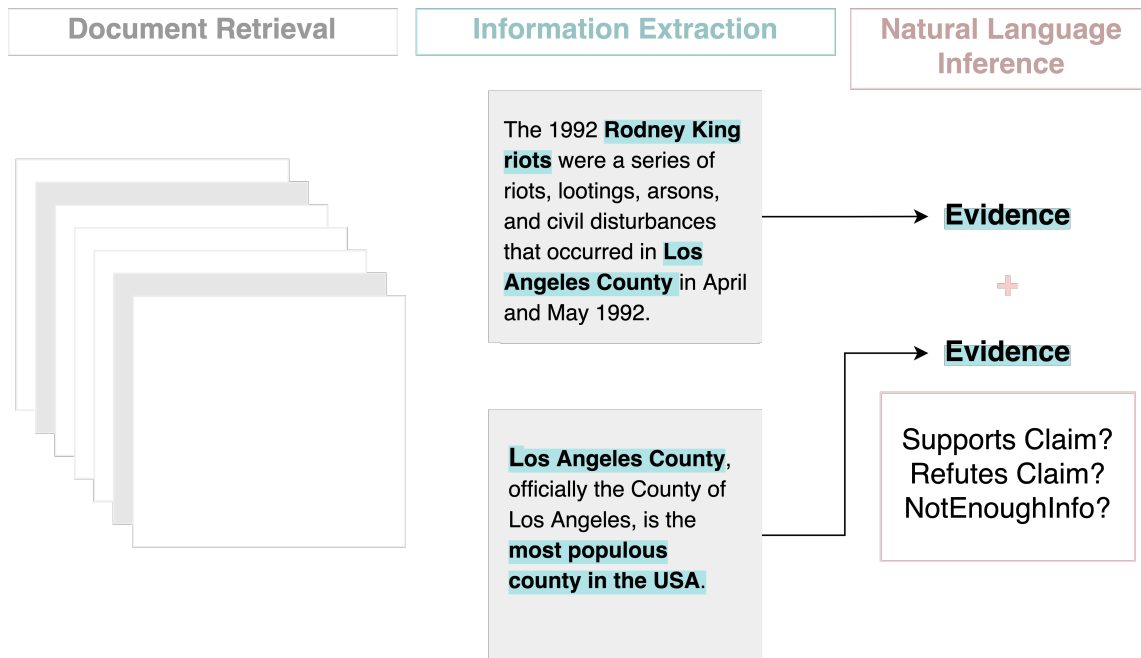 Document Retrieval
Information Extraction
Natural Language
Inference
The 1992 Rodney King
riots were a series of
riots, lootings, arsons,
and civil disturbances
that occurred in Los
Angeles County in April
and May 1992.
Evidence
+
Evidence
Los Angeles County,
officially the County of
Los Angeles, is the
most populous
county in the USA.
Supports Claim?
Refutes Claim?
NotEnoughInfo?